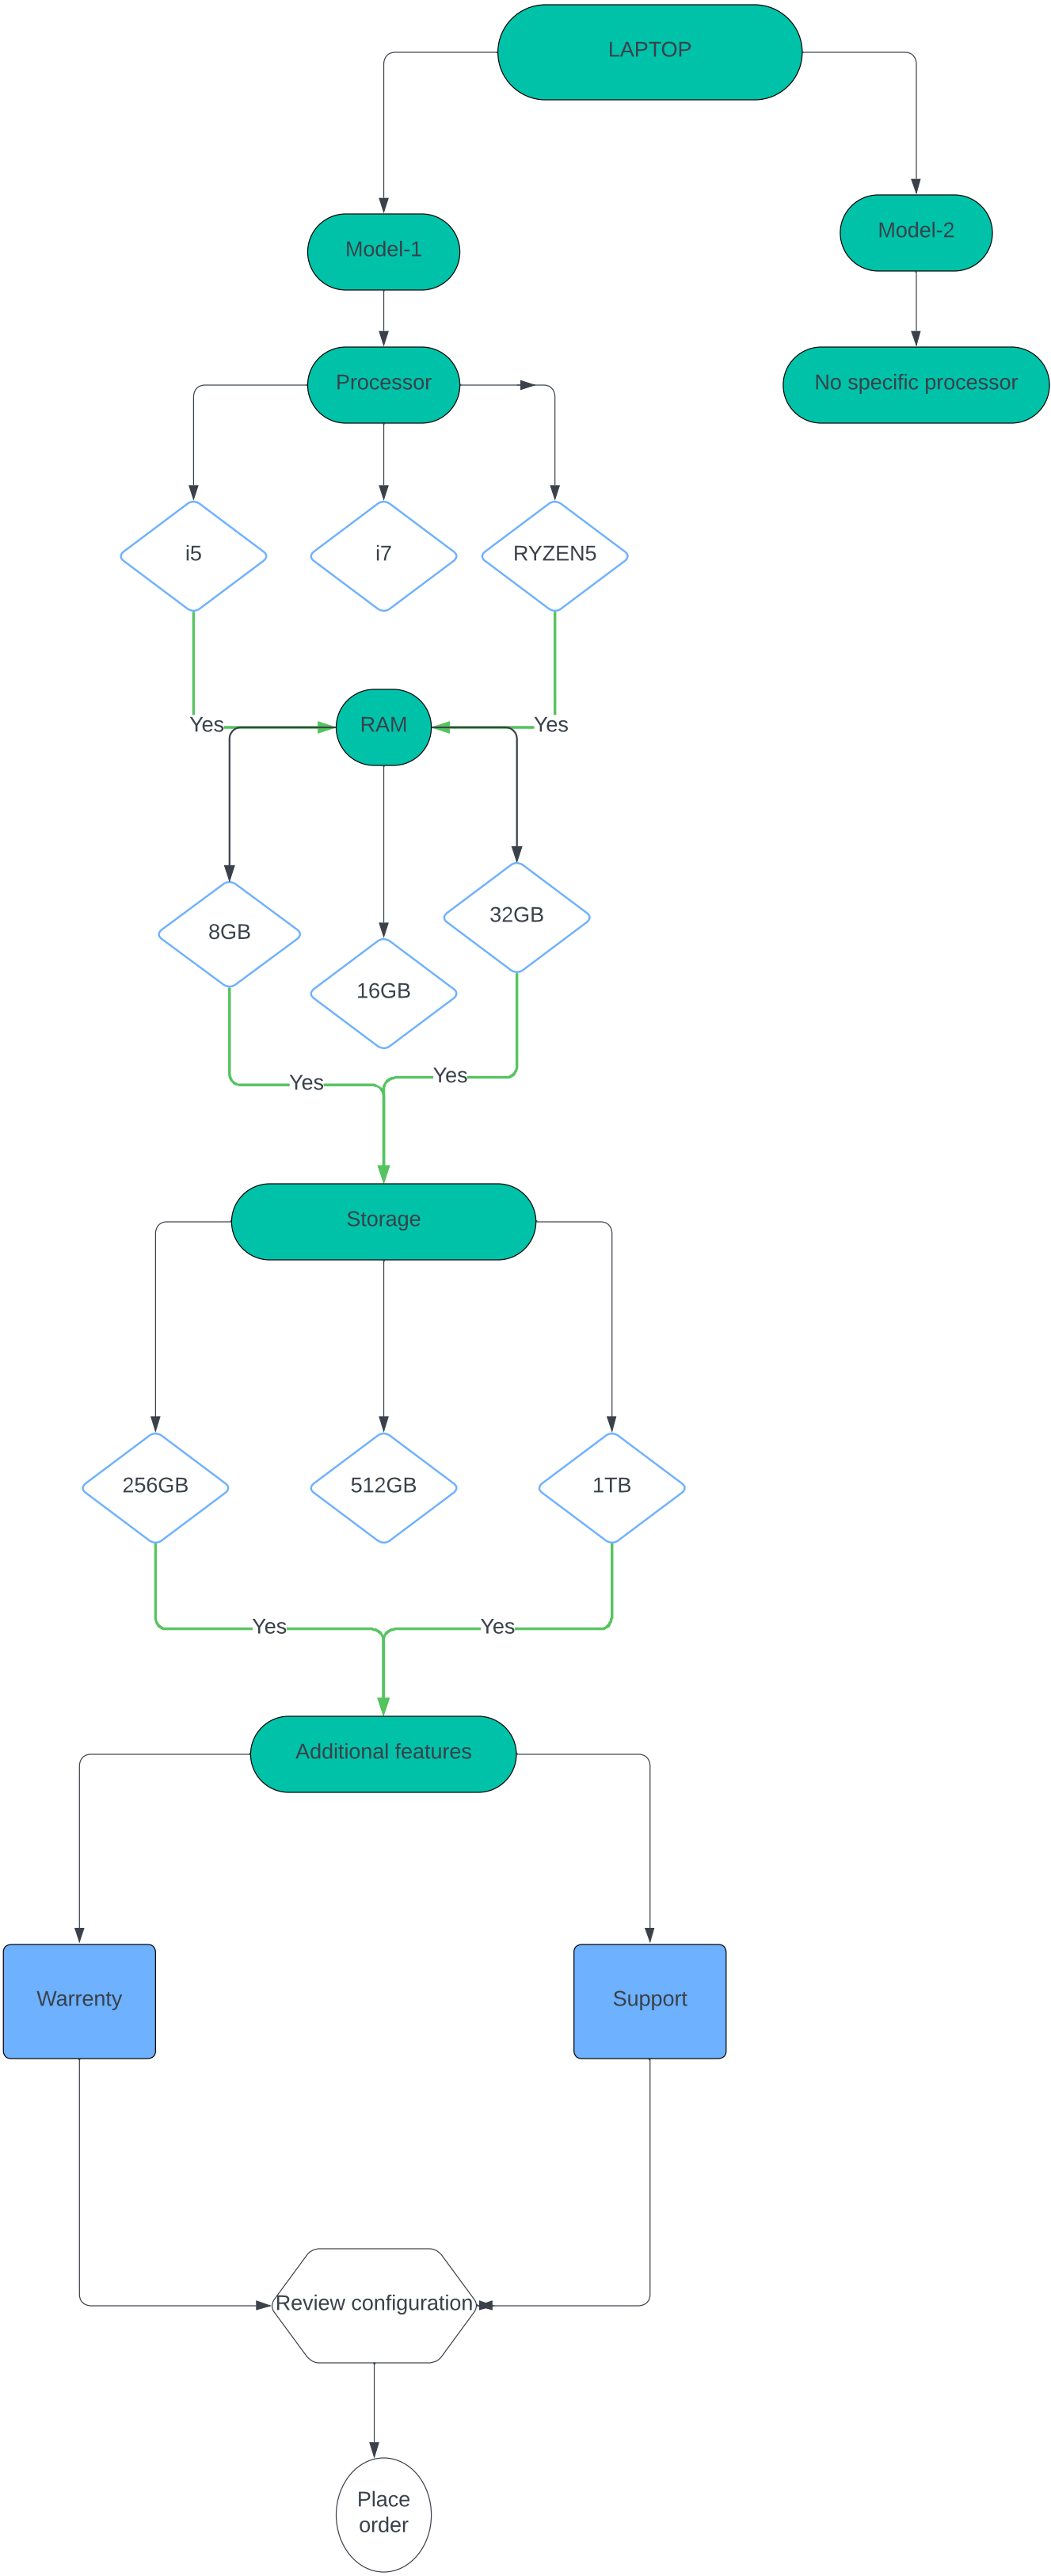 LAPTOP
Model-1
Model-2
Processor
No specific processor
i5
i7
RYZEN5
Yes
RAM
Yes
8GB
32GB
16GB
Yes
Yes
Storage
256GB
512GB
1TB
Yes
Yes
Additional features
Warrenty
Support
Review configuration
Place
order